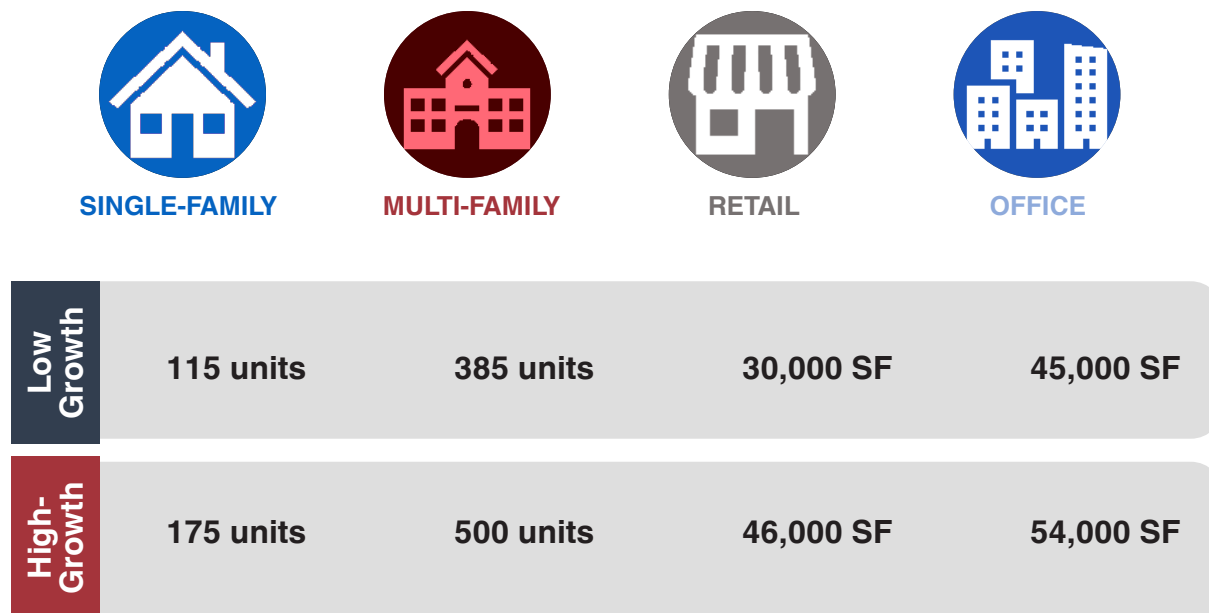 SINGLE-FAMILY MULTI-FAMILY RETAIL OFFICE
Low
Growth
115 units 385 units 30,000 SF 45,000 SF
High-
Growth
175 units 500 units 46,000 SF 54,000 SF